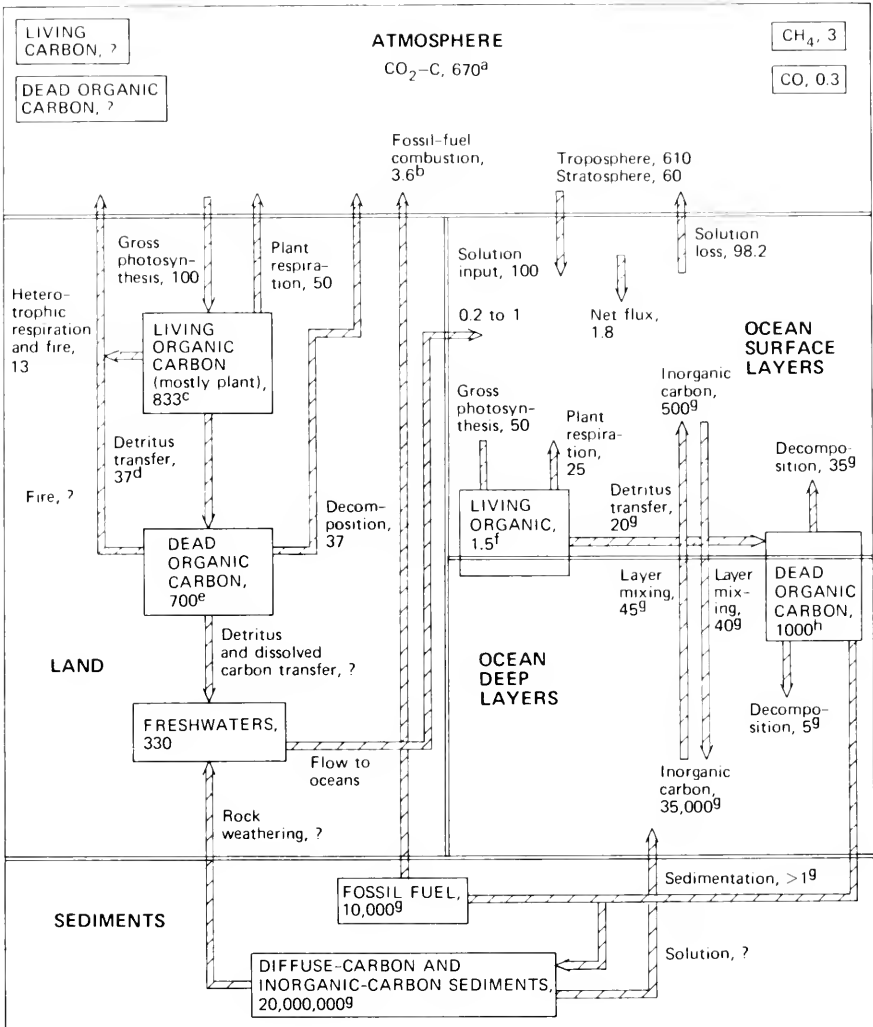 LIVING
CARBON, ?
DEAD ORGANIC
CARBON, ?
ATMOSPHERE
CO₂–C, 670ᵃ
CH₄, 3
CO, 0.3
Fossil-fuel
combustion,
3.6ᵇ
Troposphere, 610
Stratosphere, 60
Gross
photosyn-
thesis, 100
Plant
respira-
tion, 50
Solution
input, 100
Solution
loss, 98.2
Hetero-
trophic
respiration
and fire,
13
LIVING
ORGANIC
CARBON
(mostly plant),
833ᶜ
0.2 to 1
Net flux,
1.8
OCEAN
SURFACE
LAYERS
Inorganic
carbon,
500ᵍ
Gross
photosyn-
thesis, 50
Plant
respira-
tion,
25
Detritus
transfer,
37ᵈ
Decompo-
sition, 35ᵍ
Fire, ?
Decom-
position,
37
LIVING
ORGANIC,
1.5ᶠ
Detritus
transfer,
20ᵍ
DEAD
ORGANIC
CARBON,
700ᵉ
Layer
mixing,
45ᵍ
Layer
mix-
ing,
40ᵍ
DEAD
ORGANIC
CARBON,
1000ʰ
Detritus
and dissolved
carbon transfer, ?
LAND
OCEAN
DEEP
LAYERS
Decompo-
sition, 5ᵍ
FRESHWATERS,
330
Flow to
oceans
Inorganic
carbon,
35,000ᵍ
Rock
weathering, ?
SEDIMENTS
FOSSIL FUEL,
10,000ᵍ
Sedimentation, >1ᵍ
Solution, ?
DIFFUSE-CARBON AND
INORGANIC-CARBON SEDIMENTS,
20,000,000ᵍ